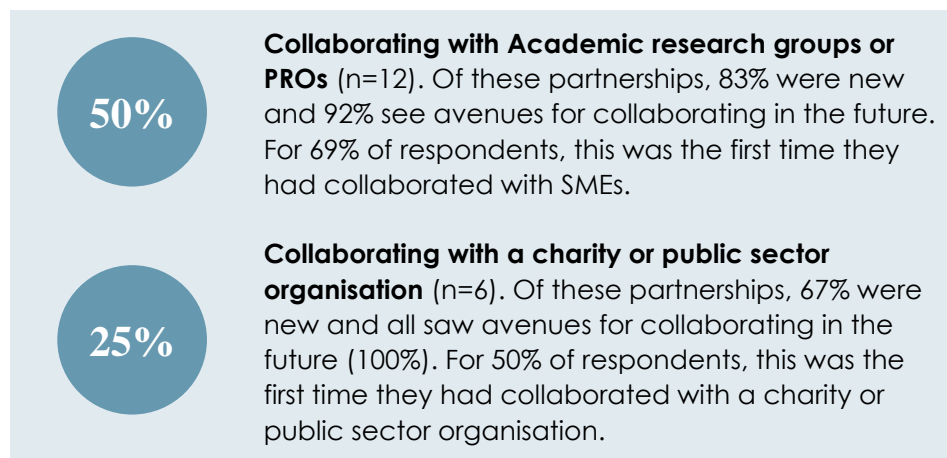 50%
Collaborating with Academic research groups or
PROs (n=12). Of these partnerships, 83% were new
and 92% see avenues for collaborating in the future.
For 69% of respondents, this was the first time they
had collaborated with SMEs.
25%
Collaborating with a charity or public sector
organisation (n=6). Of these partnerships, 67% were
new and all saw avenues for collaborating in the
future (100%). For 50% of respondents, this was the
first time they had collaborated with a charity or
public sector organisation.